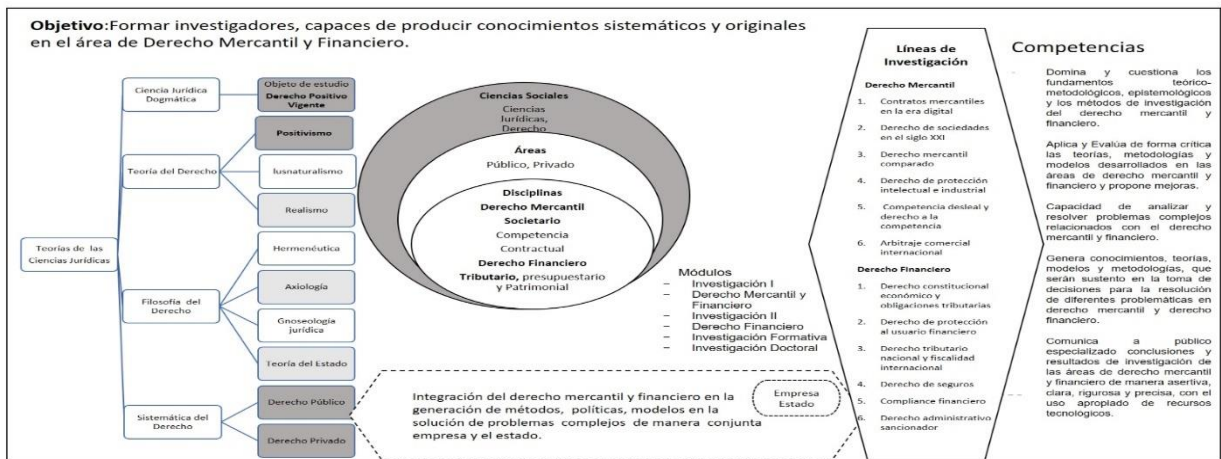 Objetivo:Formar investigadores, capaces de producir conocimientos sistemáticos y originales
en el área de Derecho Mercantil y Financiero.
Teorías de las
Ciencias Jurídicas
Ciencia Jurídica
Dogmática
Objeto de estudio
Derecho Positivo
Vigente
Teoría del Derecho
Positivismo
Iusnaturalismo
Realismo
Filosofía del
Derecho
Hermenéutica
Axiología
Gnoseología
jurídica
Teoría del Estado
Sistemática del
Derecho
Derecho Público
Derecho Privado
Ciencias Sociales
Ciencias
Jurídicas,
Derecho
Áreas
Público, Privado
Disciplinas
Derecho Mercantil
Societario
Competencia
Contractual
Derecho Financiero
Tributario, presupuestario
y Patrimonial
Módulos
– Investigación I
– Derecho Mercantil y
Financiero
– Investigación II
– Derecho Financiero
– Investigación Formativa
– Investigación Doctoral
Integración del derecho mercantil y financiero en la
generación de métodos, políticas, modelos en la
solución de problemas complejos de manera conjunta
empresa y el estado.
Empresa
Estado
Líneas de
Investigación
Derecho Mercantil
1. Contratos mercantiles
en la era digital
2. Derecho de sociedades
en el siglo XXI
3. Derecho mercantil
comparado
4. Derecho de protección
intelectual e industrial
5. Competencia desleal y
derecho a la
competencia
6. Arbitraje comercial
internacional
Derecho Financiero
1. Derecho constitucional
económico y
obligaciones tributarias
2. Derecho de protección
al usuario financiero
3. Derecho tributario
nacional y fiscalidad
internacional
4. Derecho de seguros
5. Compliance financiero
6. Derecho administrativo
sancionador
Competencias
Domina y cuestiona los
fundamentos teórico-
metodológicos, epistemológicos
y los métodos de investigación
del derecho mercantil y
financiero.
Aplica y Evalúa de forma crítica
las teorías, metodologías y
modelos desarrollados en las
áreas de derecho mercantil y
financiero y propone mejoras.
Capacidad de analizar y
resolver problemas complejos
relacionados con el derecho
mercantil y financiero.
Genera conocimientos, teorías,
modelos y metodologías, que
serán sustento en la toma de
decisiones para la resolución
de diferentes problemáticas en
derecho mercantil y derecho
financiero.
Comunica a público
especializado conclusiones y
resultados de investigación de
las áreas de derecho mercantil
y financiero de manera asertiva,
clara, rigurosa y precisa, con el
uso apropiado de recursos
tecnológicos.